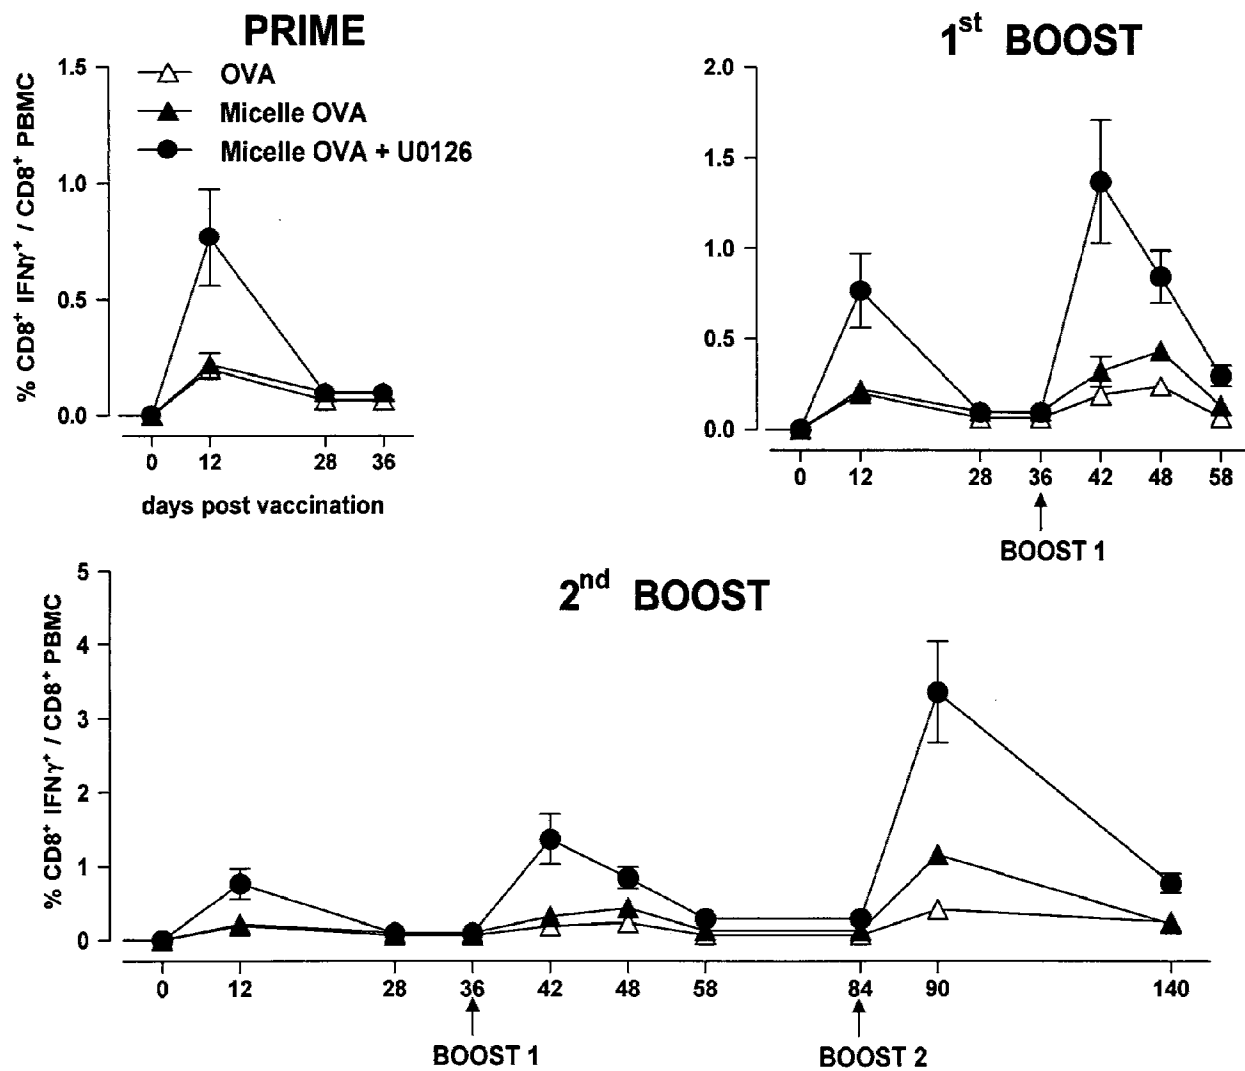 PRIME
% CD8⁺ IFNγ⁺ / CD8⁺ PBMC
1.5
1.0
0.5
0.0
OVA
Micelle OVA
Micelle OVA + U0126
0 12 28 36
days post vaccination
1ˢᵗ BOOST
2.0
1.5
1.0
0.5
0.0
0 12 28 36 42 48 58
BOOST 1
2ⁿᵈ BOOST
% CD8⁺ IFNγ⁺ / CD8⁺ PBMC
5
4
3
2
1
0
0 12 28 36 42 48 58 84 90 140
BOOST 1 BOOST 2